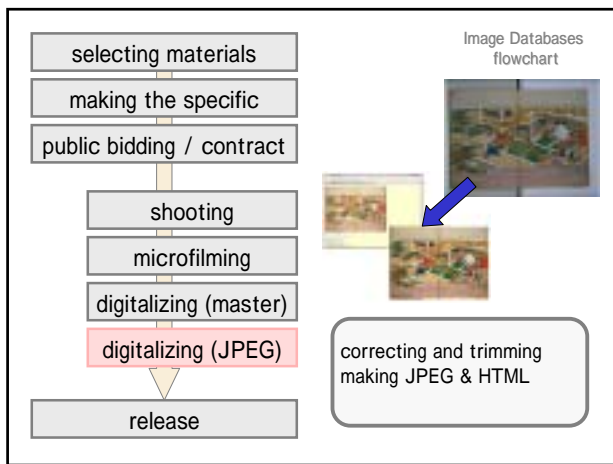 Image Databases
flowchart
selecting materials
making the specific
public bidding / contract
shooting
microfilming
digitalizing (master)
digitalizing (JPEG)
release
correcting and trimming
making JPEG & HTML